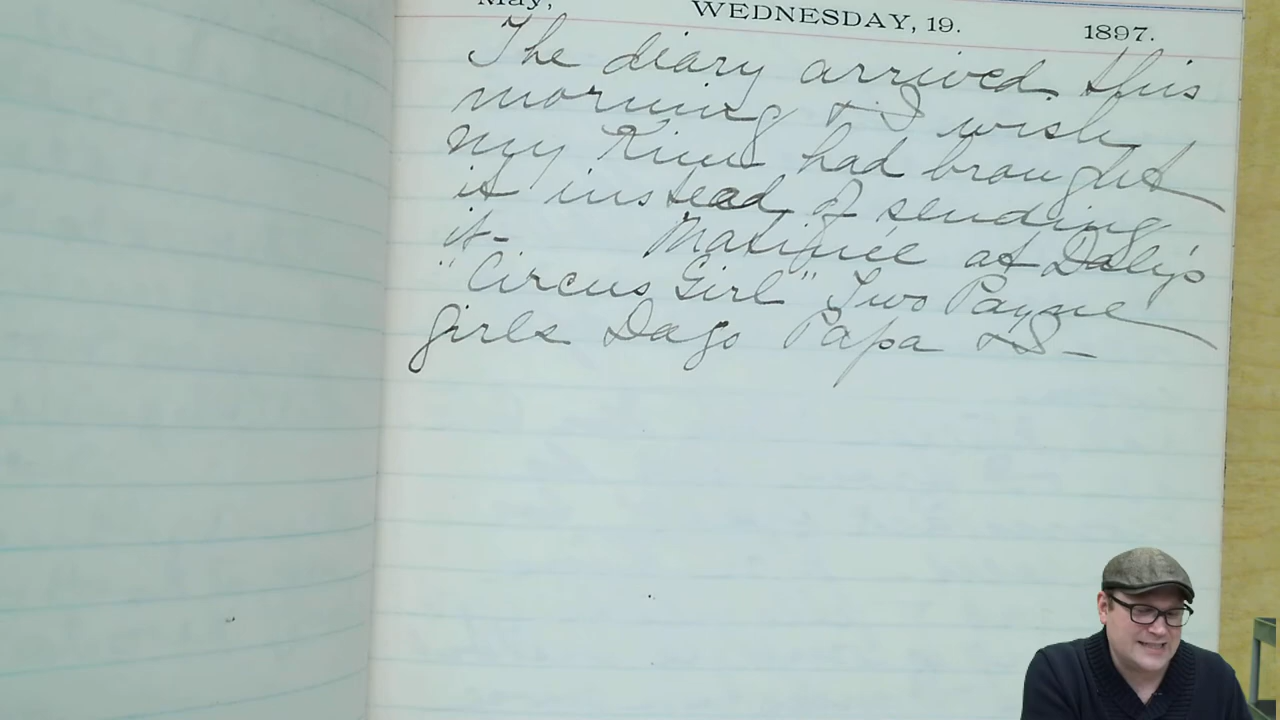 May, WEDNESDAY, 19. 1897.
The diary arrived this
morning & I wish
my King had brought
it instead of sending
it- Matinée at Daly's
"Circus Girl" Two Payne
girls Dago Papa & I-